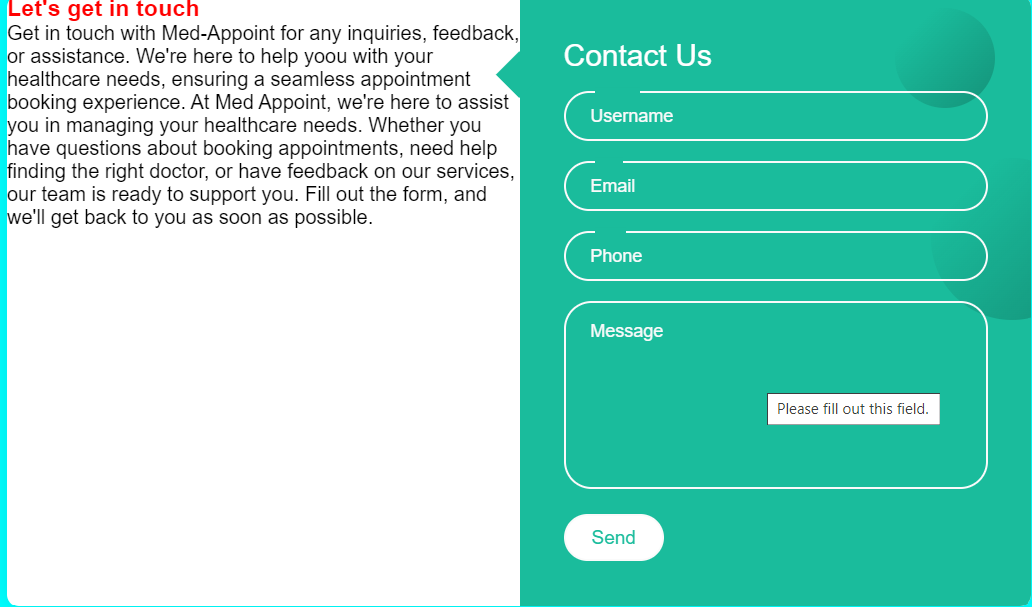 Let's get in touch
Get in touch with Med-Appoint for any inquiries, feedback,
or assistance. We're here to help yoou with your
healthcare needs, ensuring a seamless appointment
booking experience. At Med Appoint, we're here to assist
you in managing your healthcare needs. Whether you
have questions about booking appointments, need help
finding the right doctor, or have feedback on our services,
our team is ready to support you. Fill out the form, and
we'll get back to you as soon as possible.
Contact Us
Username
Email
Phone
Message
Please fill out this field.
Send